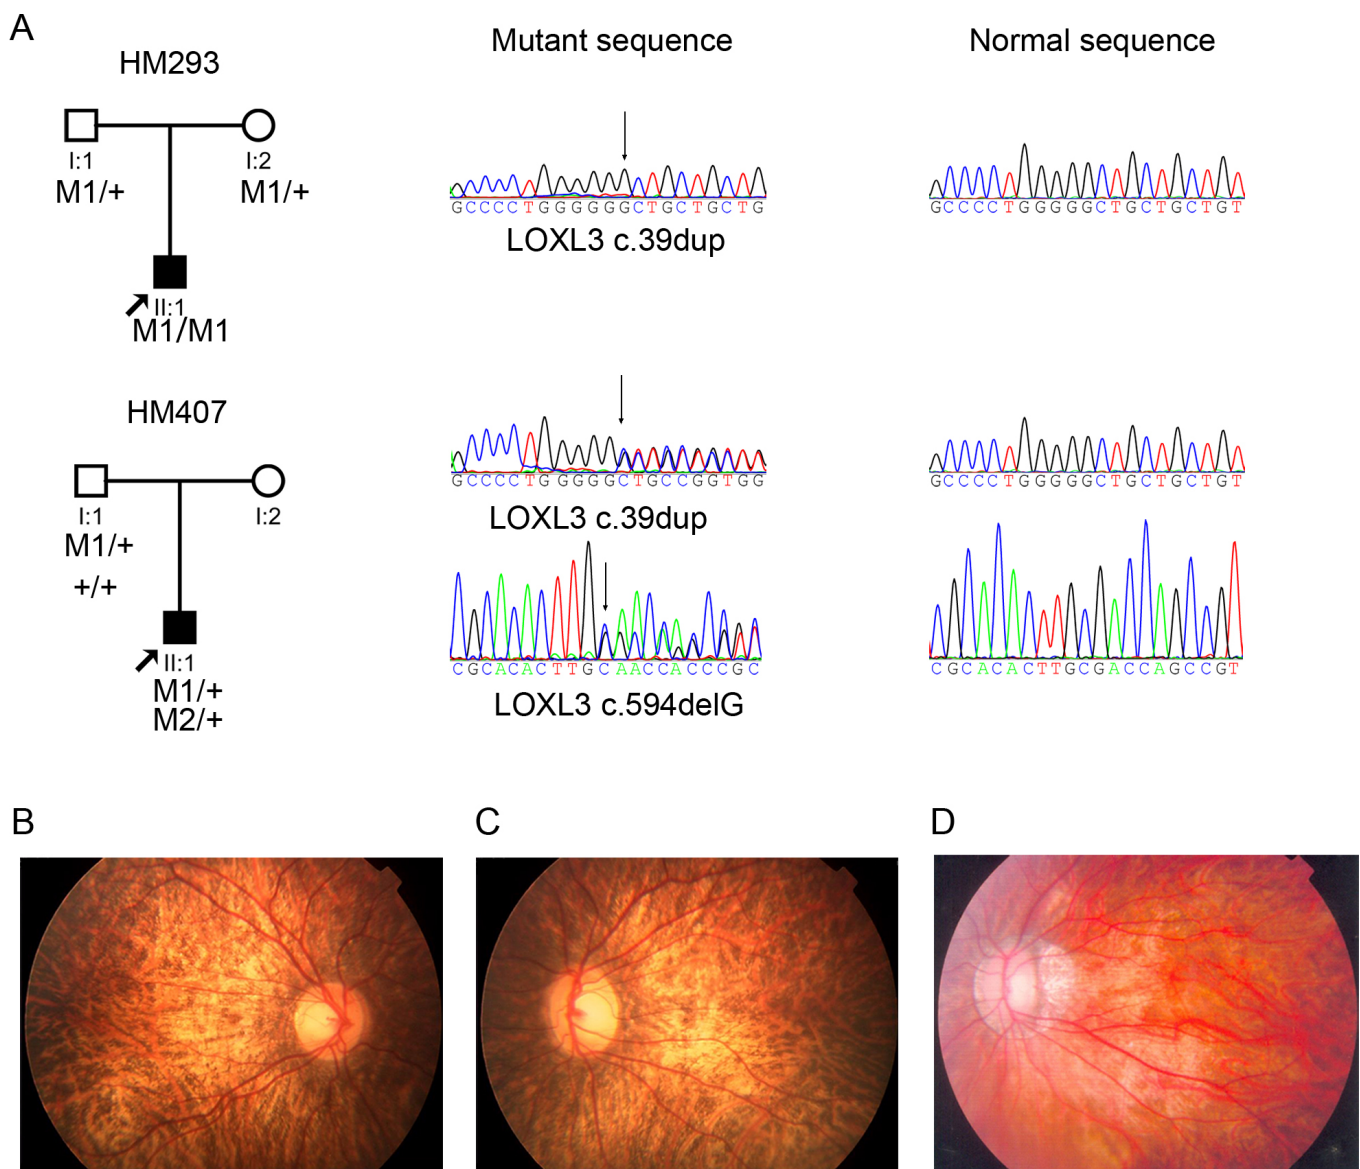 A
HM293
Mutant sequence
Normal sequence
I:1
I:2
M1/+
M1/+
II:1
M1/M1
GCCCCTGGGGGGCTGCTGCTG
LOXL3 c.39dup
GCCCCTGGGGGCTGCTGCTGT
HM407
I:1
I:2
M1/+
+/+
II:1
M1/+
M2/+
GCCCCTGGGGGCTGCCGGTGG
LOXL3 c.39dup
GCCCCTGGGGGCTGCTGCTGT
CGCACACTTGCAACCACCCGC
LOXL3 c.594delG
CGCACACTTGCGACCAGCCGT
B
C
D